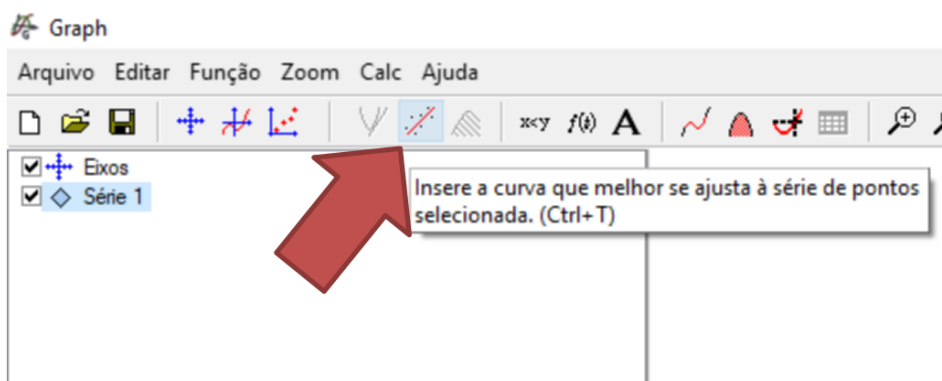 Graph
Arquivo Editar Função Zoom Calc Ajuda
x<y f(t) A
Eixos
Série 1
Insere a curva que melhor se ajusta à série de pontos
selecionada. (Ctrl+T)